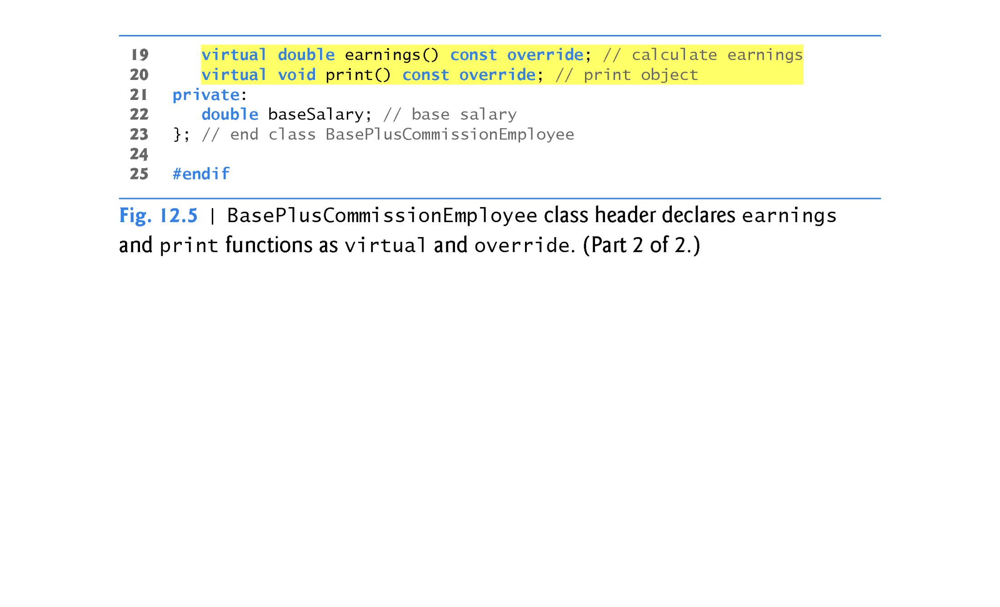 19 virtual double earnings() const override; // calculate earnings
20 virtual void print() const override; // print object
21 private:
22 double baseSalary; // base salary
23 }; // end class BasePlusCommissionEmployee
24
25 #endif
Fig. 12.5 | BasePlusCommissionEmployee class header declares earnings
and print functions as virtual and override. (Part 2 of 2.)